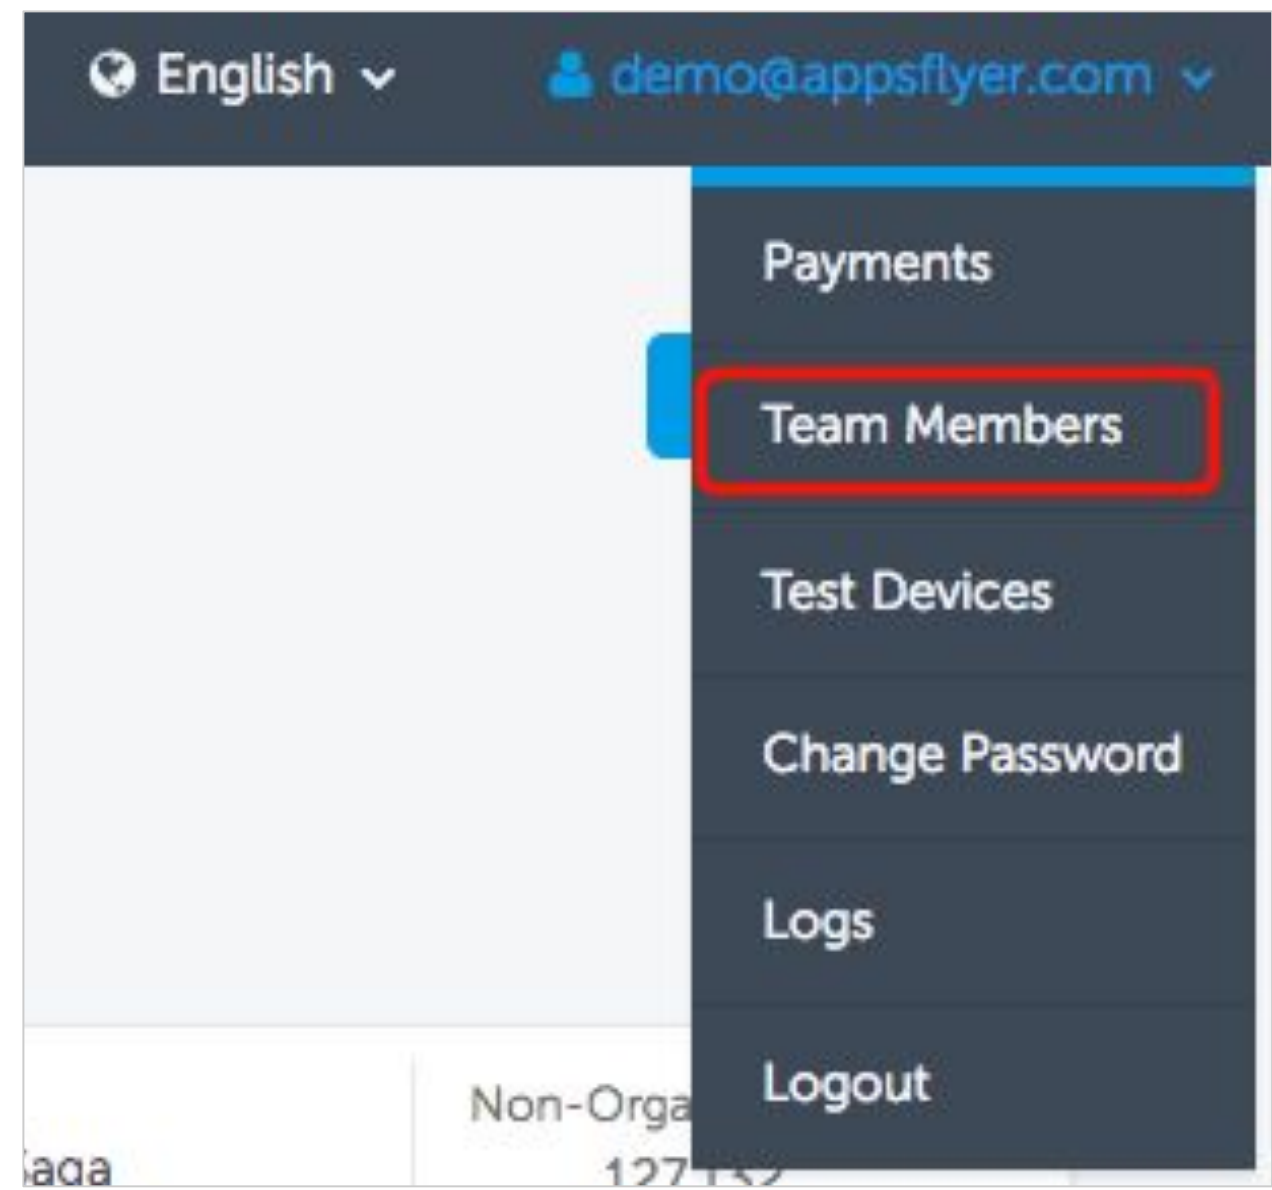 English
demo@appsflyer.com
Payments
Team Members
Test Devices
Change Password
Logs
Logout
Non-Orga